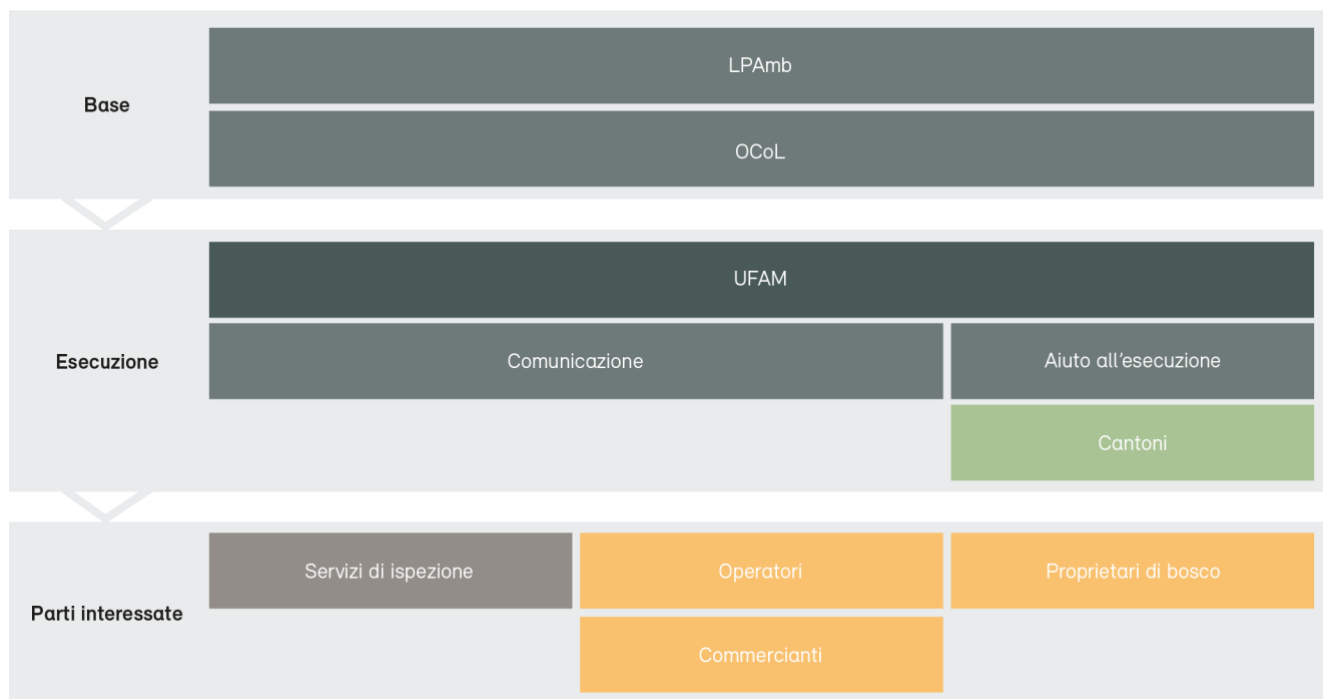 Base
LPAmb
OCoL
Esecuzione
UFAM
Comunicazione
Aiuto all'esecuzione
Cantoni
Parti interessate
Servizi di ispezione
Operatori
Proprietari di bosco
Commercianti